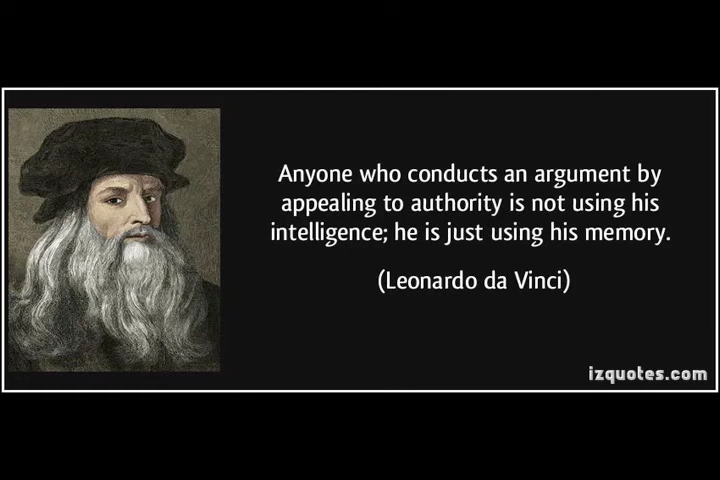 Anyone who conducts an argument by
appealing to authority is not using his
intelligence; he is just using his memory.
(Leonardo da Vinci)
izquotes.com